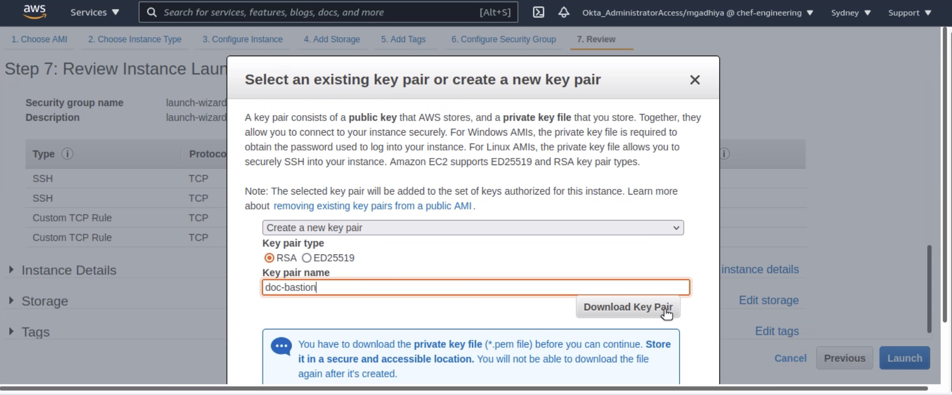 aws
Services
Search for services, features, blogs, docs, and more
[Alt+S]
Okta_AdministratorAccess/mgadhiya @ chef-engineering
Sydney
Support
1. Choose AMI
2. Choose Instance Type
3. Configure Instance
4. Add Storage
5. Add Tags
6. Configure Security Group
7. Review
Step 7: Review Instance Laun
Security group name
launch-wizard
Description
launch-wizard
Type
Protoco
SSH
TCP
SSH
TCP
Custom TCP Rule
TCP
Custom TCP Rule
TCP
Instance Details
instance details
Storage
Edit storage
Tags
Edit tags
Cancel
Previous
Launch
Select an existing key pair or create a new key pair
A key pair consists of a public key that AWS stores, and a private key file that you store. Together, they
allow you to connect to your instance securely. For Windows AMIs, the private key file is required to
obtain the password used to log into your instance. For Linux AMIs, the private key file allows you to
securely SSH into your instance. Amazon EC2 supports ED25519 and RSA key pair types.
Note: The selected key pair will be added to the set of keys authorized for this instance. Learn more
about removing existing key pairs from a public AMI.
Create a new key pair
Key pair type
RSA
ED25519
Key pair name
doc-bastion
Download Key Pair
You have to download the private key file (*.pem file) before you can continue. Store
it in a secure and accessible location. You will not be able to download the file
again after it's created.